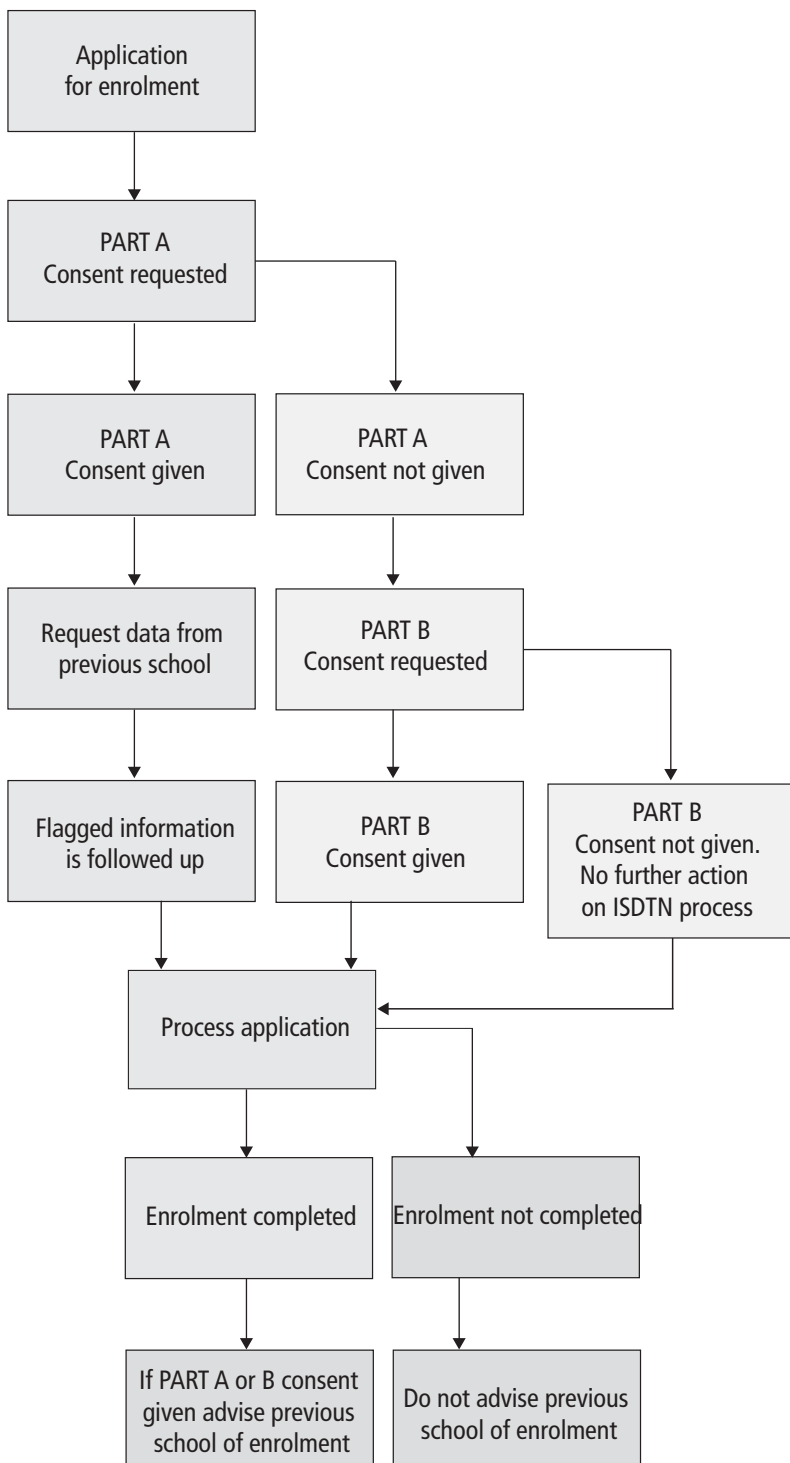 Application
for enrolment
PART A
Consent requested
PART A
Consent given
PART A
Consent not given
Request data from
previous school
PART B
Consent requested
Flagged information
is followed up
PART B
Consent given
PART B
Consent not given.
No further action
on ISDTN process
Process application
Enrolment completed
Enrolment not completed
If PART A or B consent
given advise previous
school of enrolment
Do not advise previous
school of enrolment